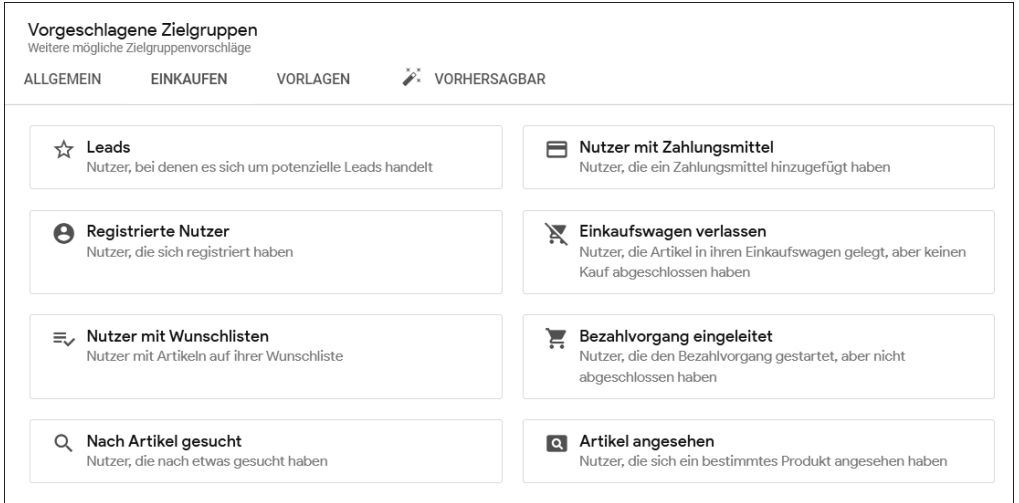 Vorgeschlagene Zielgruppen
Weitere mögliche Zielgruppenvorschläge
ALLGEMEIN EINKAUFEN VORLAGEN VORHERSAGBAR
Leads
Nutzer, bei denen es sich um potenzielle Leads handelt
Nutzer mit Zahlungsmittel
Nutzer, die ein Zahlungsmittel hinzugefügt haben
Registrierte Nutzer
Nutzer, die sich registriert haben
Einkaufswagen verlassen
Nutzer, die Artikel in ihren Einkaufswagen gelegt, aber keinen
Kauf abgeschlossen haben
Nutzer mit Wunschlisten
Nutzer mit Artikeln auf ihrer Wunschliste
Bezahlvorgang eingeleitet
Nutzer, die den Bezahlvorgang gestartet, aber nicht
abgeschlossen haben
Nach Artikel gesucht
Nutzer, die nach etwas gesucht haben
Artikel angesehen
Nutzer, die sich ein bestimmtes Produkt angesehen haben